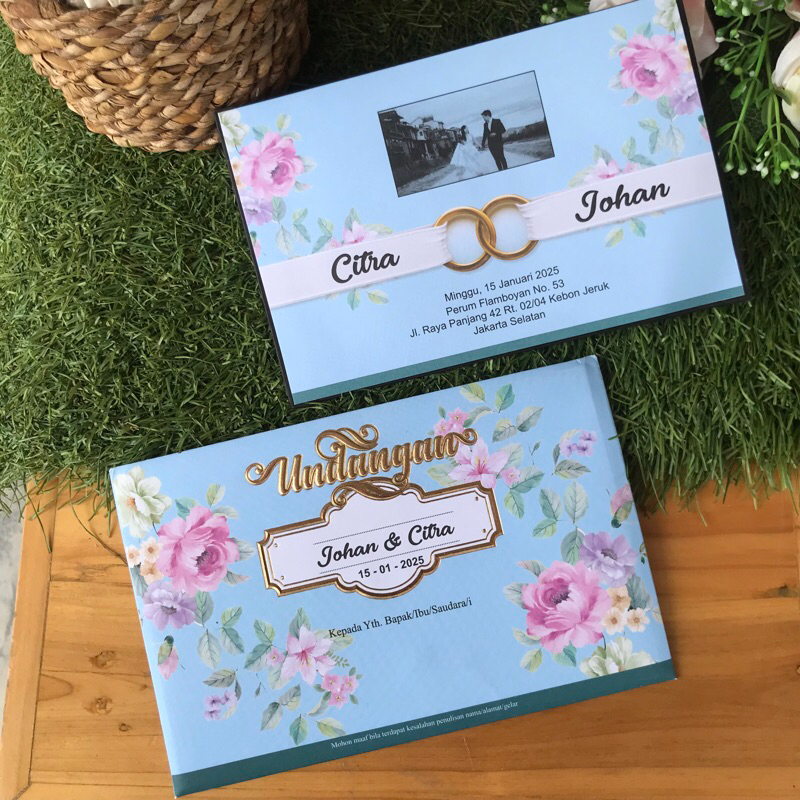 Citra
Johan
Minggu, 15 Januari 2025
Perum Flamboyan No. 53
Jl. Raya Panjang 42 Rt. 02/04 Kebon Jeruk
Jakarta Selatan
Undangan
Johan & Citra
15 - 01 - 2025
Kepada Yth. Bapak/Ibu/Saudara/i
Mohon maaf bila terdapat kesalahan penulisan nama/alamat/gelar